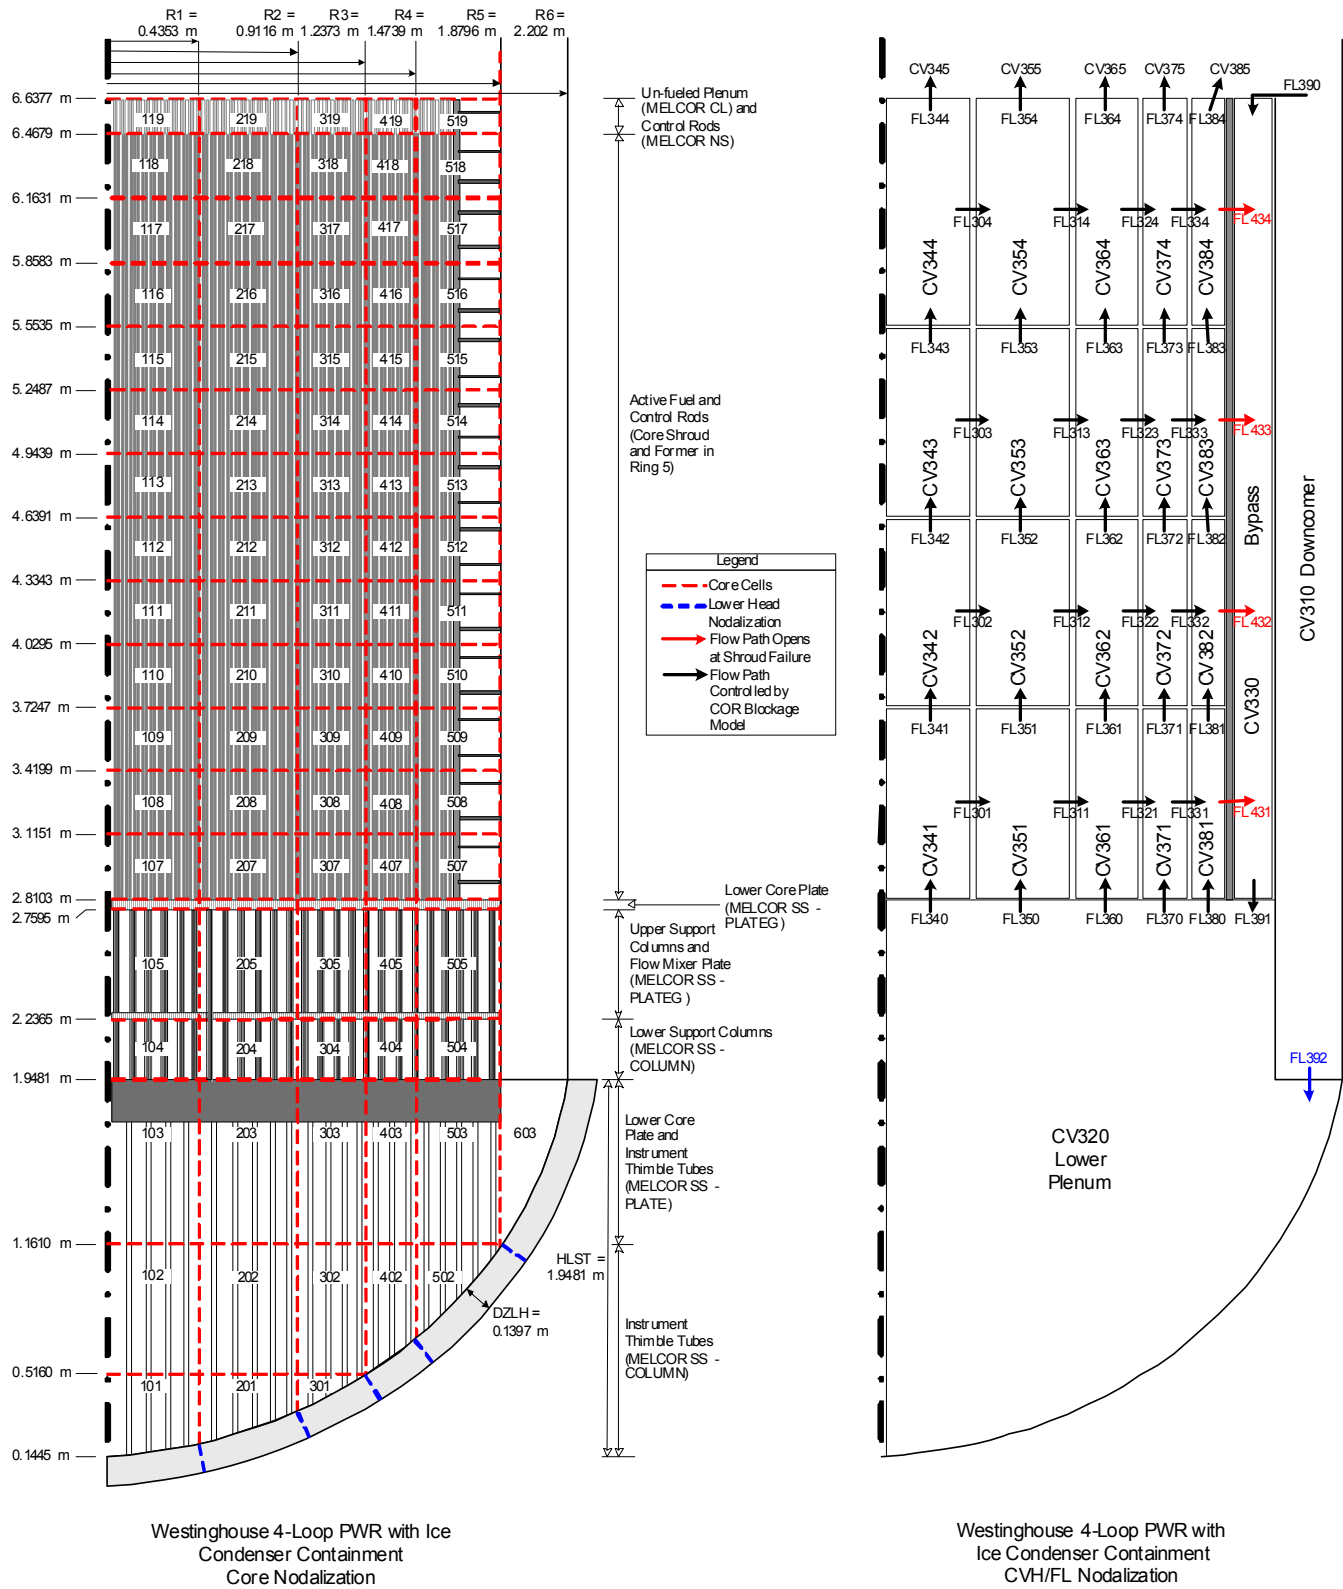 R1 = 0.4353 m
R2 = 0.9116 m
R3 = 1.2373 m
R4 = 1.4739 m
R5 = 1.8796 m
R6 = 2.202 m
6.6377 m
119 219 319 419 519
6.4679 m
118 218 318 418 518
6.1631 m
117 217 317 417 517
5.8583 m
116 216 316 416 516
5.5535 m
115 215 315 415 515
5.2487 m
114 214 314 414 514
4.9439 m
113 213 313 413 513
4.6391 m
112 212 312 412 512
4.3343 m
111 211 311 411 511
4.0295 m
110 210 310 410 510
3.7247 m
109 209 309 409 509
3.4199 m
108 208 308 408 508
3.1151 m
107 207 307 407 507
2.8103 m
2.7595 m
105 205 305 405 505
2.2365 m
104 204 304 404 504
1.9481 m
103 203 303 403 503 603
1.1610 m
102 202 302 402 502
0.5160 m
101 201 301
0.1445 m
Un-fueled Plenum
(MELCOR CL) and
Control Rods
(MELCOR NS)
Active Fuel and
Control Rods
(Core Shroud
and Former in
Ring 5)
Legend
Core Cells
Lower Head
Nodalization
Flow Path Opens
at Shroud Failure
Flow Path
Controlled by
COR Blockage
Model
Lower Core Plate
(MELCOR SS -
PLATEG)
Upper Support
Columns and
Flow Mixer Plate
(MELCOR SS -
PLATEG )
Lower Support Columns
(MELCOR SS -
COLUMN)
Lower Core
Plate and
Instrument
Thimble Tubes
(MELCOR SS -
PLATE)
HLST =
1.9481 m
DZLH =
0.1397 m
Instrument
Thimble Tubes
(MELCOR SS -
COLUMN)
Westinghouse 4-Loop PWR with Ice
Condenser Containment
Core Nodalization
CV345 CV355 CV365 CV375 CV385
FL390
FL344 FL354 FL364 FL374 FL384
FL304 FL314 FL324 FL334 FL434
CV344 CV354 CV364 CV374 CV384
FL343 FL353 FL363 FL373 FL383
FL303 FL313 FL323 FL333 FL433
CV343 CV353 CV363 CV373 CV383
Bypass
CV310 Downcomer
FL342 FL352 FL362 FL372 FL382
FL302 FL312 FL322 FL332 FL432
CV342 CV352 CV362 CV372 CV382
CV330
FL341 FL351 FL361 FL371 FL381
FL301 FL311 FL321 FL331 FL431
CV341 CV351 CV361 CV371 CV381
FL340 FL350 FL360 FL370 FL380 FL391
FL392
CV320
Lower
Plenum
Westinghouse 4-Loop PWR with
Ice Condenser Containment
CVH/FL Nodalization